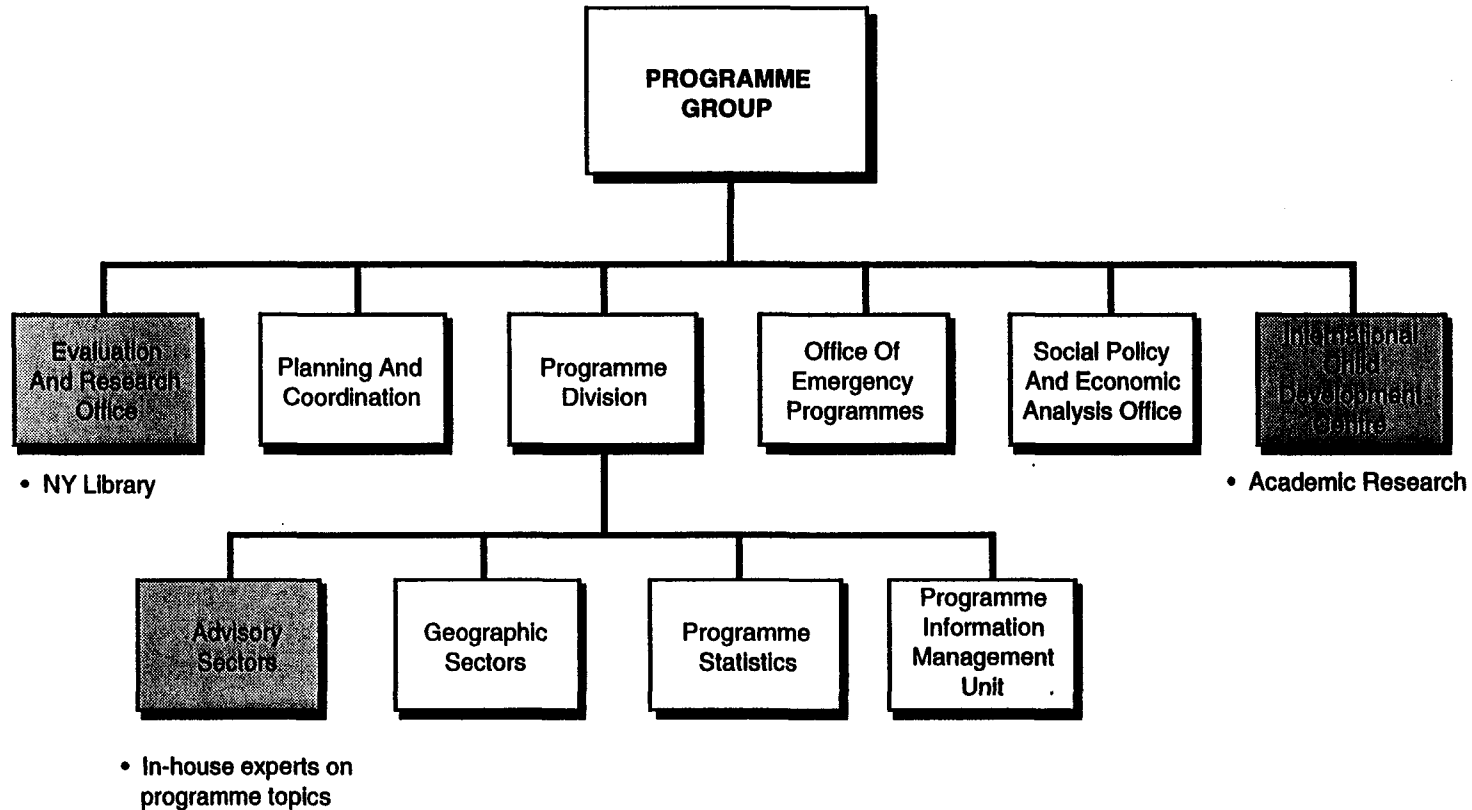 PROGRAMME
GROUP
Evaluation
And Research
Office
Planning And
Coordination
Programme
Division
Office Of
Emergency
Programmes
Social Policy
And Economic
Analysis Office
International
Child
Development
Centre
• NY Library
• Academic Research
Advisory
Sectors
Geographic
Sectors
Programme
Statistics
Programme
Information
Management
Unit
• In-house experts on
programme topics